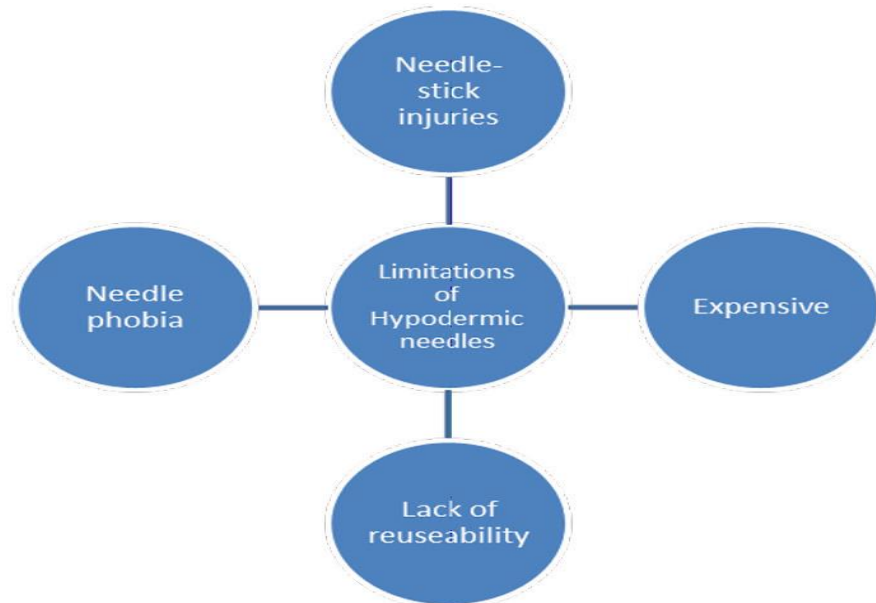 Needle-
stick
injuries
Needle
phobia
Limitations
of
Hypodermic
needles
Expensive
Lack of
reuseability